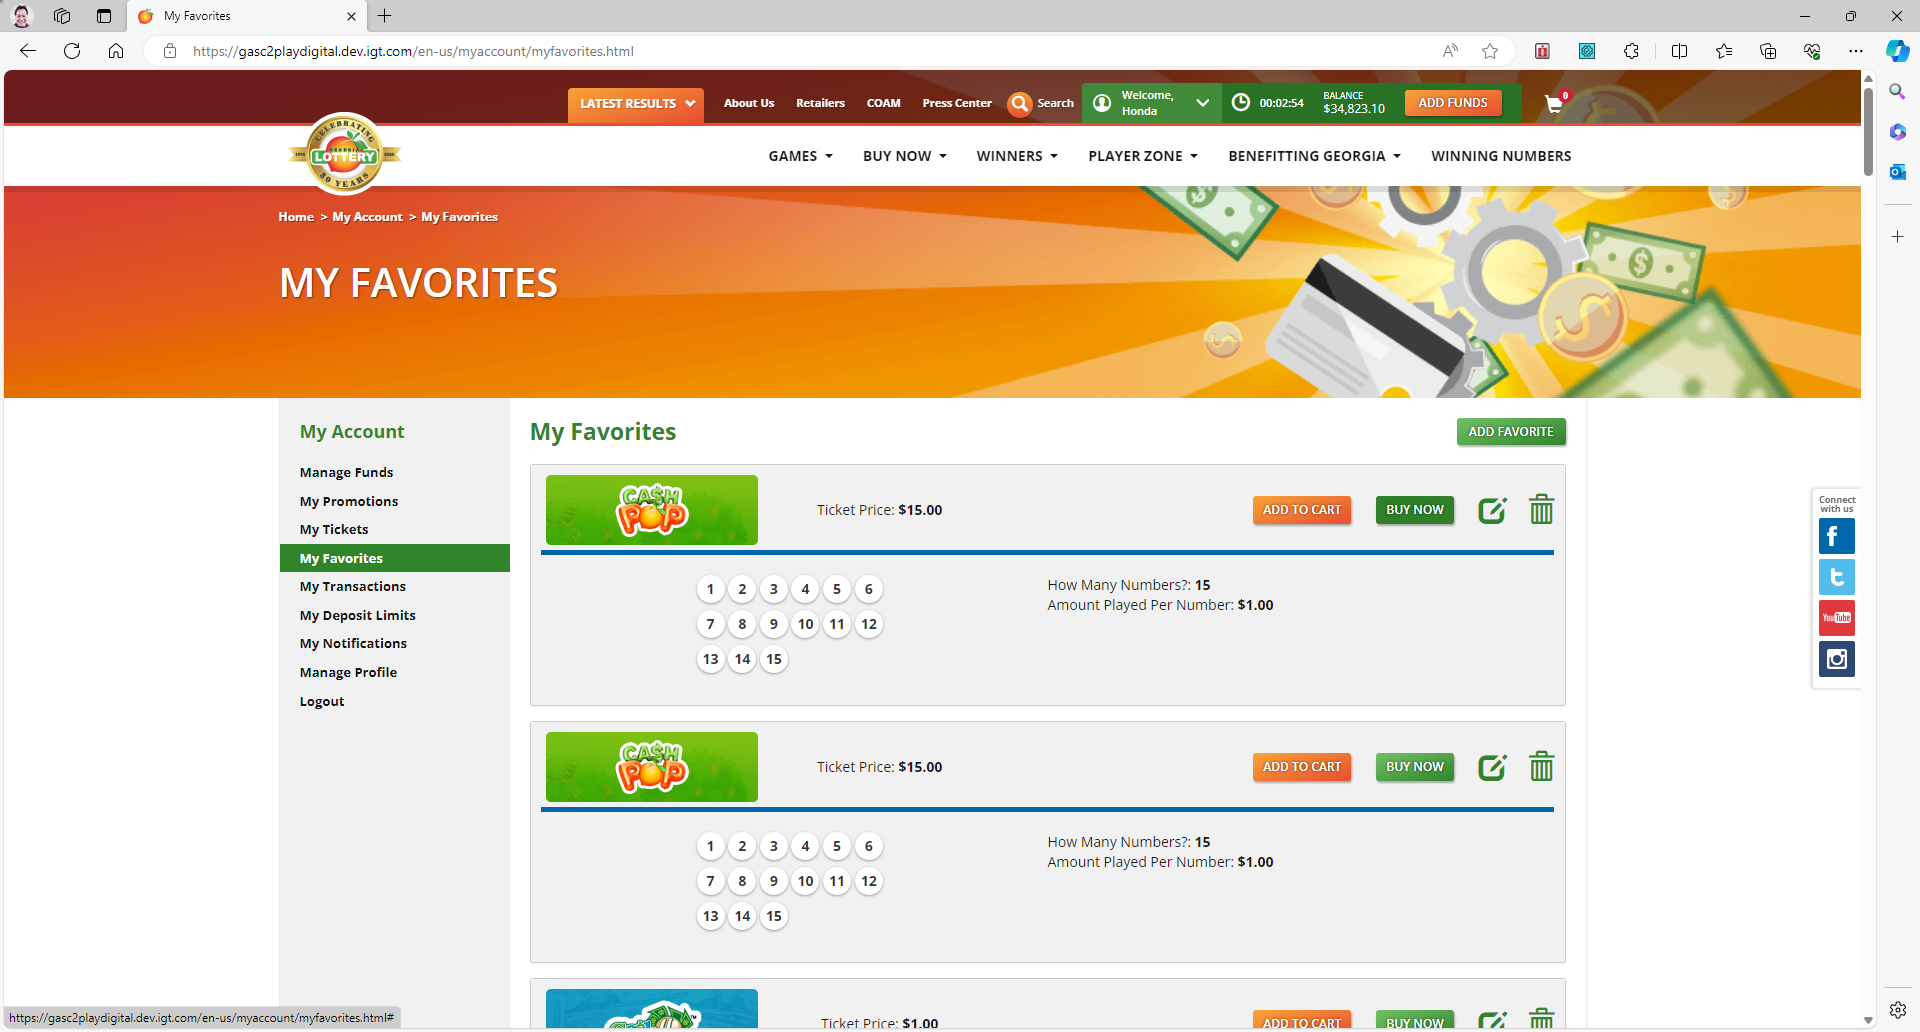 My Favorites
https://gasc2playdigital.dev.igt.com/en-us/myaccount/myfavorites.html
LATEST RESULTS
About Us
Retailers
COAM
Press Center
Search
Welcome,
Honda
00:02:54
BALANCE
$34,823.10
ADD FUNDS
0
CELEBRATING
GEORGIA
LOTTERY
30 YEARS
GAMES
BUY NOW
WINNERS
PLAYER ZONE
BENEFITTING GEORGIA
WINNING NUMBERS
Home > My Account > My Favorites
MY FAVORITES
My Account
Manage Funds
My Promotions
My Tickets
My Favorites
My Transactions
My Deposit Limits
My Notifications
Manage Profile
Logout
My Favorites
ADD FAVORITE
CA$H
POP
Ticket Price: $15.00
ADD TO CART
BUY NOW
1 2 3 4 5 6
7 8 9 10 11 12
13 14 15
How Many Numbers?: 15
Amount Played Per Number: $1.00
CA$H
POP
Ticket Price: $15.00
ADD TO CART
BUY NOW
1 2 3 4 5 6
7 8 9 10 11 12
13 14 15
How Many Numbers?: 15
Amount Played Per Number: $1.00
Ticket Price: $1.00
ADD TO CART
BUY NOW
Connect
with us
YouTube
https://gasc2playdigital.dev.igt.com/en-us/myaccount/myfavorites.html#